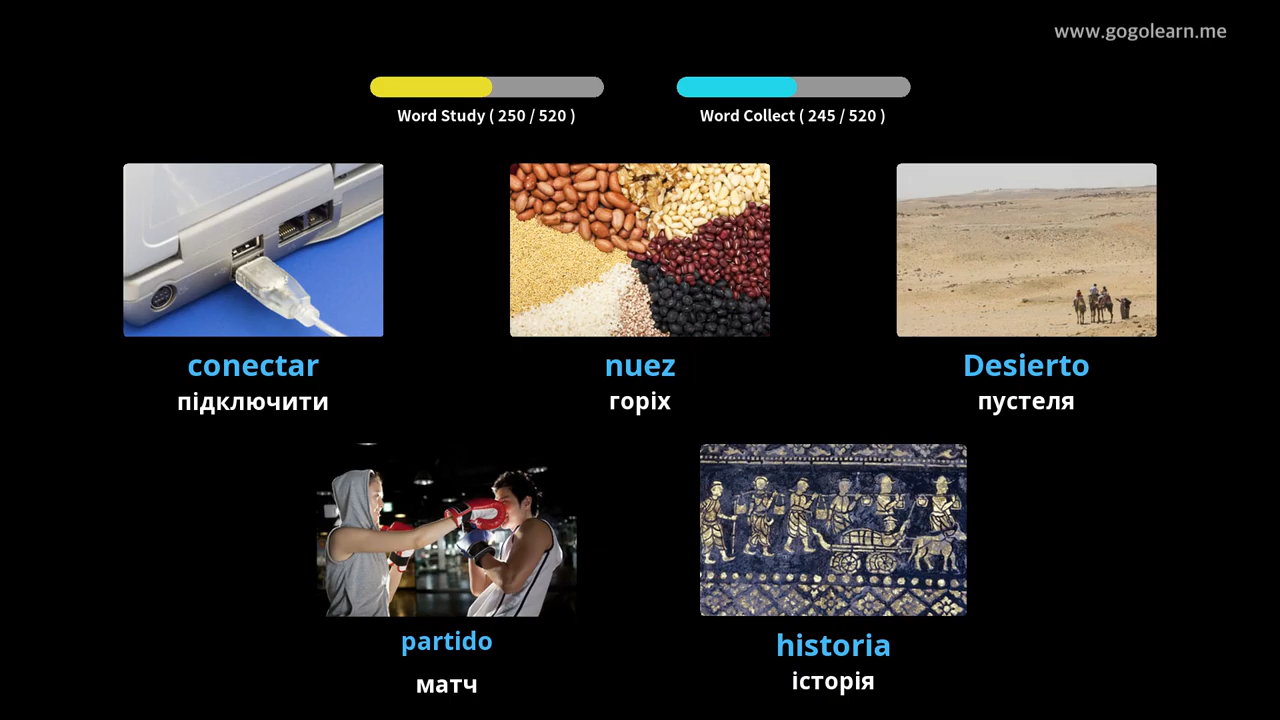 www.gogolearn.me
Word Study ( 250 / 520 )
Word Collect ( 245 / 520 )
conectar
підключити
nuez
горіх
Desierto
пустеля
partido
матч
historia
історія